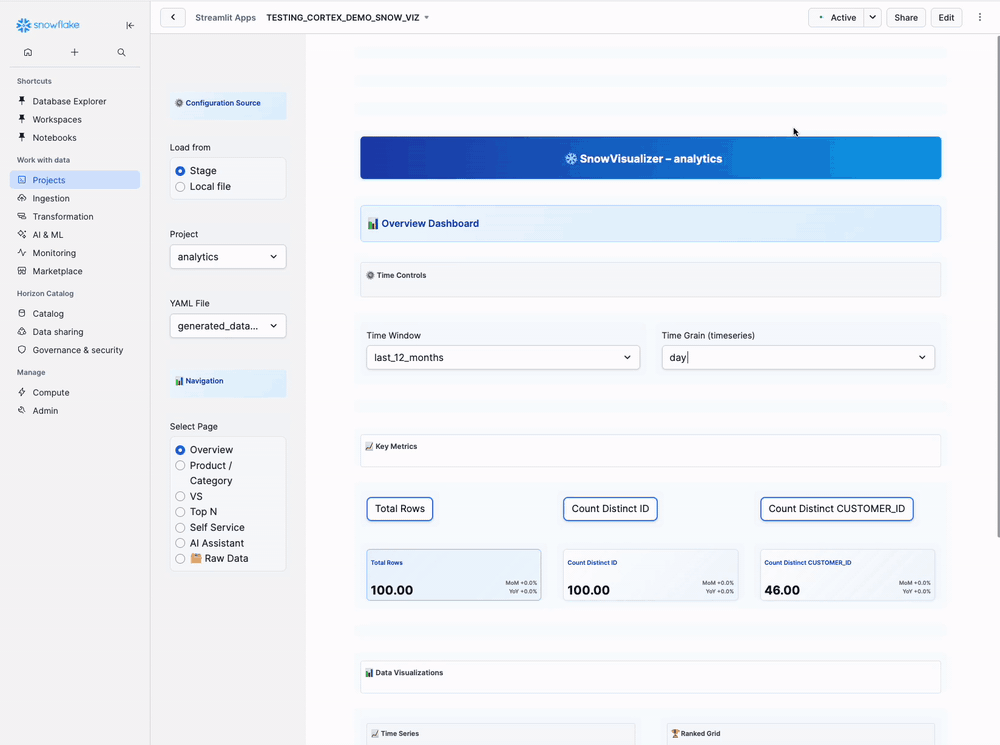 snowflake
Shortcuts
Database Explorer
Workspaces
Notebooks
Work with data
Projects
Ingestion
Transformation
AI & ML
Monitoring
Marketplace
Horizon Catalog
Catalog
Data sharing
Governance & security
Manage
Compute
Admin
Streamlit Apps TESTING_CORTEX_DEMO_SNOW_VIZ
Active
Share
Edit
Configuration Source
Load from
Stage
Local file
Project
analytics
YAML File
generated_data...
Navigation
Select Page
Overview
Product /
Category
VS
Top N
Self Service
AI Assistant
Raw Data
SnowVisualizer – analytics
Overview Dashboard
Time Controls
Time Window
last_12_months
Time Grain (timeseries)
day
Key Metrics
Total Rows
Count Distinct ID
Count Distinct CUSTOMER_ID
Total Rows
100.00
MoM +0.0%
YoY +0.0%
Count Distinct ID
100.00
MoM +0.0%
YoY +0.0%
Count Distinct CUSTOMER_ID
46.00
MoM +0.0%
YoY +0.0%
Data Visualizations
Time Series
Ranked Grid